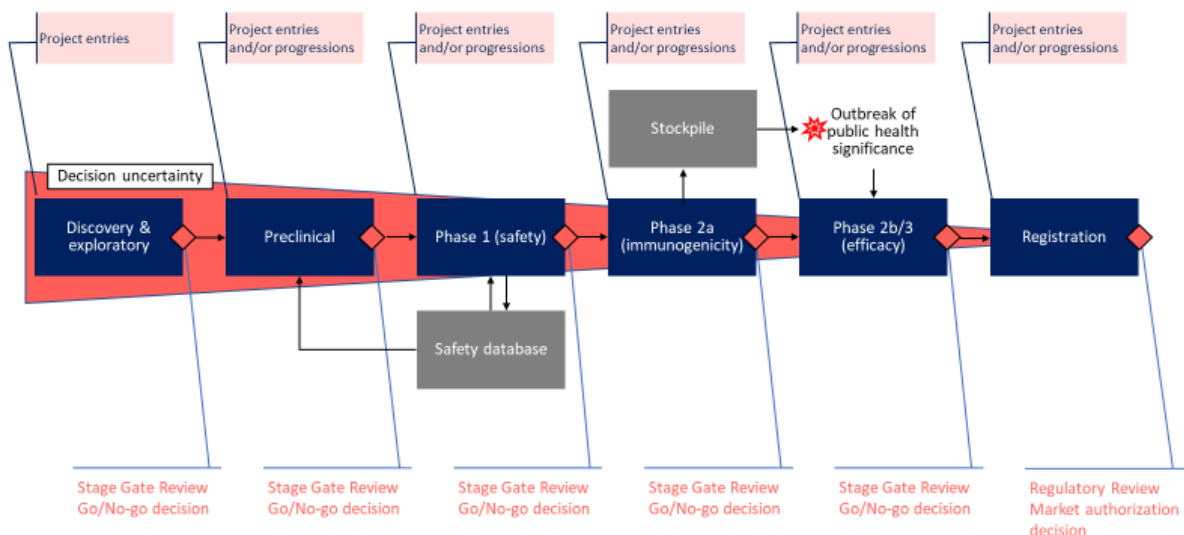 Project entries
Project entries
and/or progressions
Project entries
and/or progressions
Project entries
and/or progressions
Project entries
and/or progressions
Project entries
and/or progressions
Stockpile
Outbreak of
public health
significance
Decision uncertainty
Discovery &
exploratory
Preclinical
Phase 1 (safety)
Phase 2a
(immunogenicity)
Phase 2b/3
(efficacy)
Registration
Safety database
Stage Gate Review
Go/No-go decision
Stage Gate Review
Go/No-go decision
Stage Gate Review
Go/No-go decision
Stage Gate Review
Go/No-go decision
Stage Gate Review
Go/No-go decision
Regulatory Review
Market authorization
decision